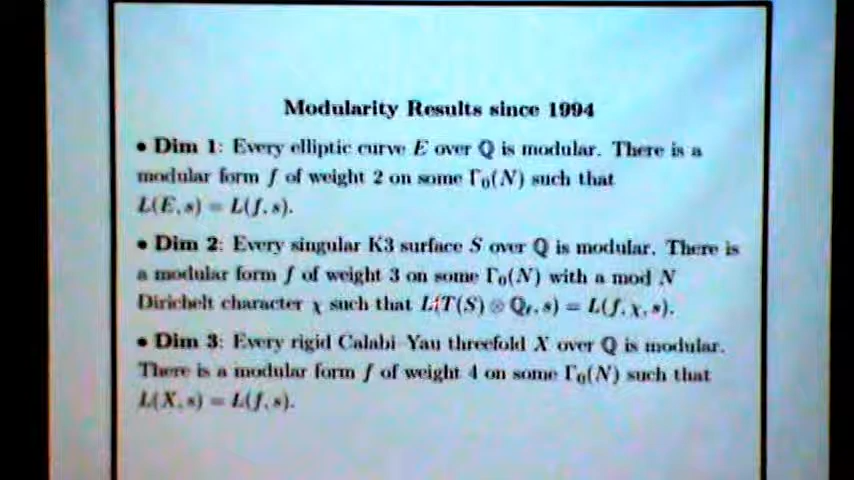 Modularity Results since 1994
• Dim 1: Every elliptic curve E over ℚ is modular. There is a
modular form f of weight 2 on some Γ₀(N) such that
L(E, s) = L(f, s).
• Dim 2: Every singular K3 surface S over ℚ is modular. There is
a modular form f of weight 3 on some Γ₀(N) with a mod N
Dirichelt character χ such that L(T(S) ⊗ ℚℓ, s) = L(f, χ, s).
• Dim 3: Every rigid Calabi–Yau threefold X over ℚ is modular.
There is a modular form f of weight 4 on some Γ₀(N) such that
L(X, s) = L(f, s).